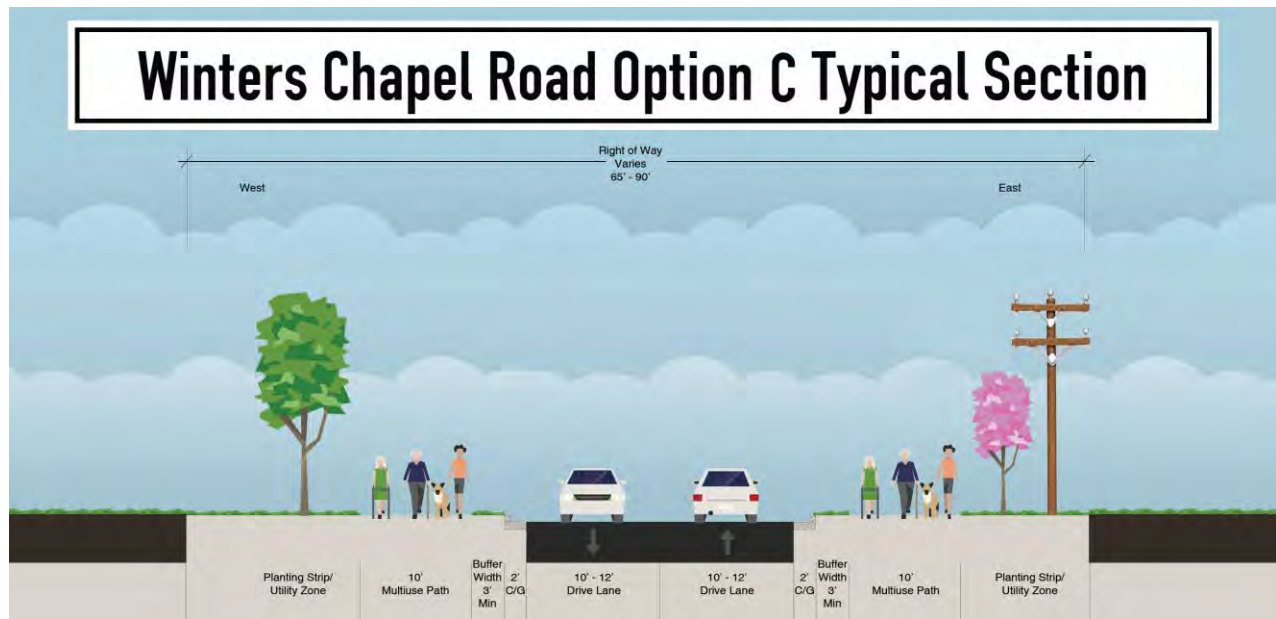 Winters Chapel Road Option C Typical Section
Right of Way
Varies
65' - 90'
West
East
Planting Strip/
Utility Zone
10'
Multiuse Path
Buffer
Width
3'
Min
2'
C/G
10' - 12'
Drive Lane
10' - 12'
Drive Lane
2'
C/G
Buffer
Width
3'
Min
10'
Multiuse Path
Planting Strip/
Utility Zone